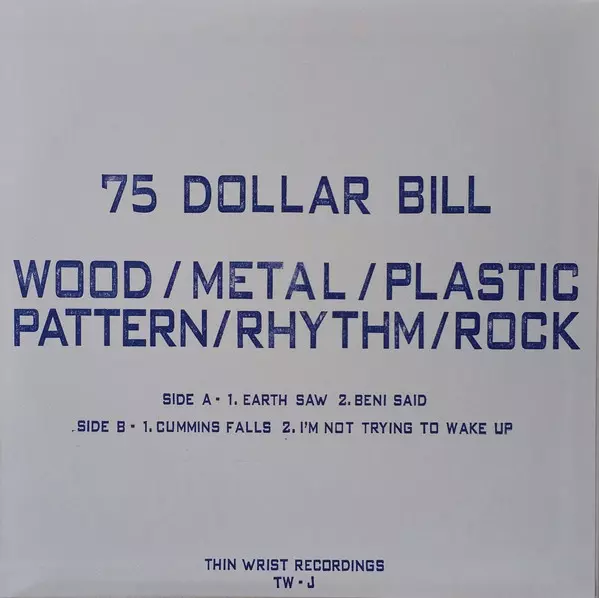 75 DOLLAR BILL
WOOD/METAL/PLASTIC
PATTERN/RHYTHM/ROCK
SIDE A - 1. EARTH SAW 2. BENI SAID
SIDE B - 1. CUMMINS FALLS 2. I'M NOT TRYING TO WAKE UP
THIN WRIST RECORDINGS
TW - J